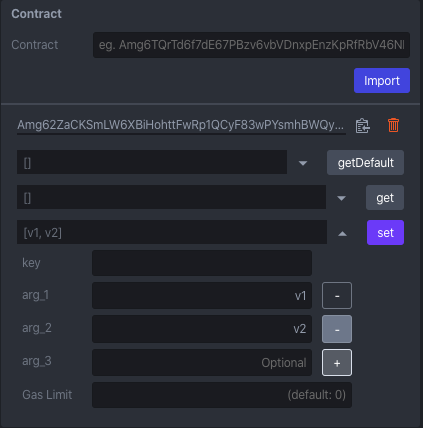 Contract
Contract eg. Amg6TQrTd6f7dE67PBzv6vbVDnxpEnzKpRfRbV46Nl
Import
Amg62ZaCKSmLW6XBiHohttFwRp1QCyF83wPYsmhBWQy...
[] getDefault
[] get
[v1, v2] set
key
arg_1 v1 -
arg_2 v2 -
arg_3 Optional +
Gas Limit (default: 0)